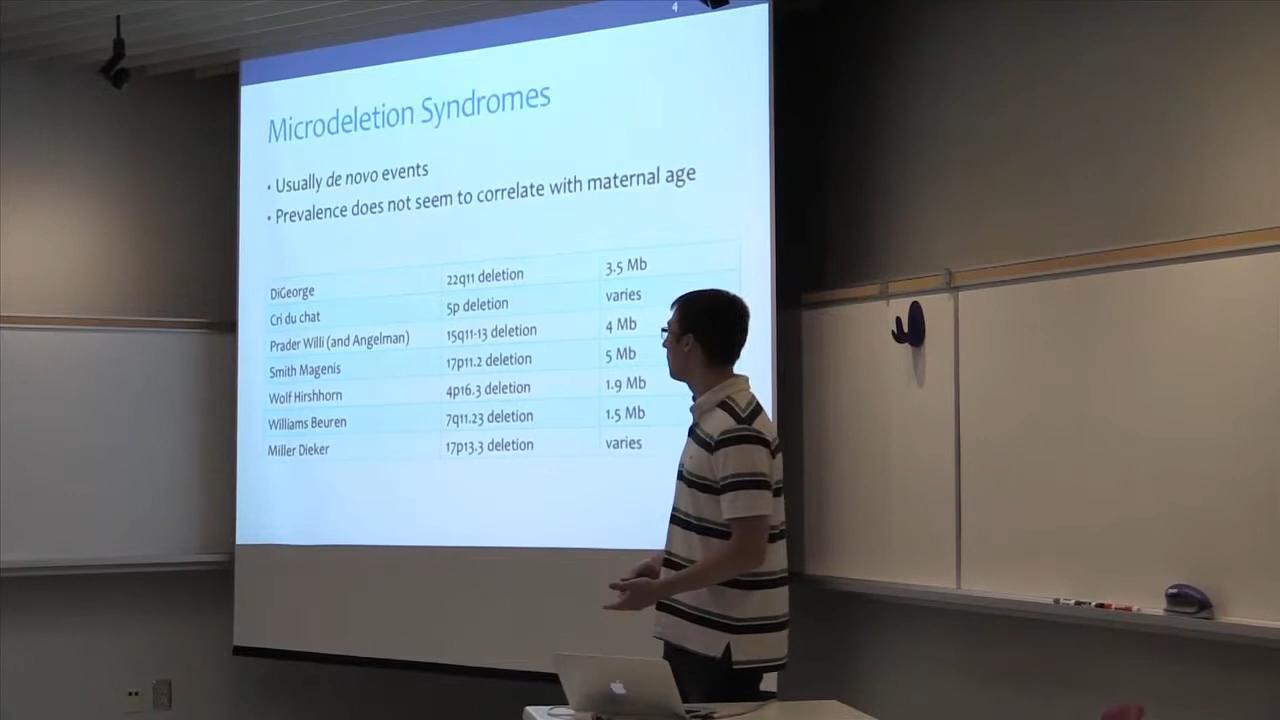 4
Microdeletion Syndromes
• Usually de novo events
• Prevalence does not seem to correlate with maternal age
DiGeorge 22q11 deletion 3.5 Mb
Cri du chat 5p deletion varies
Prader Willi (and Angelman) 15q11-13 deletion 4 Mb
Smith Magenis 17p11.2 deletion 5 Mb
Wolf Hirshhorn 4p16.3 deletion 1.9 Mb
Williams Beuren 7q11.23 deletion 1.5 Mb
Miller Dieker 17p13.3 deletion varies